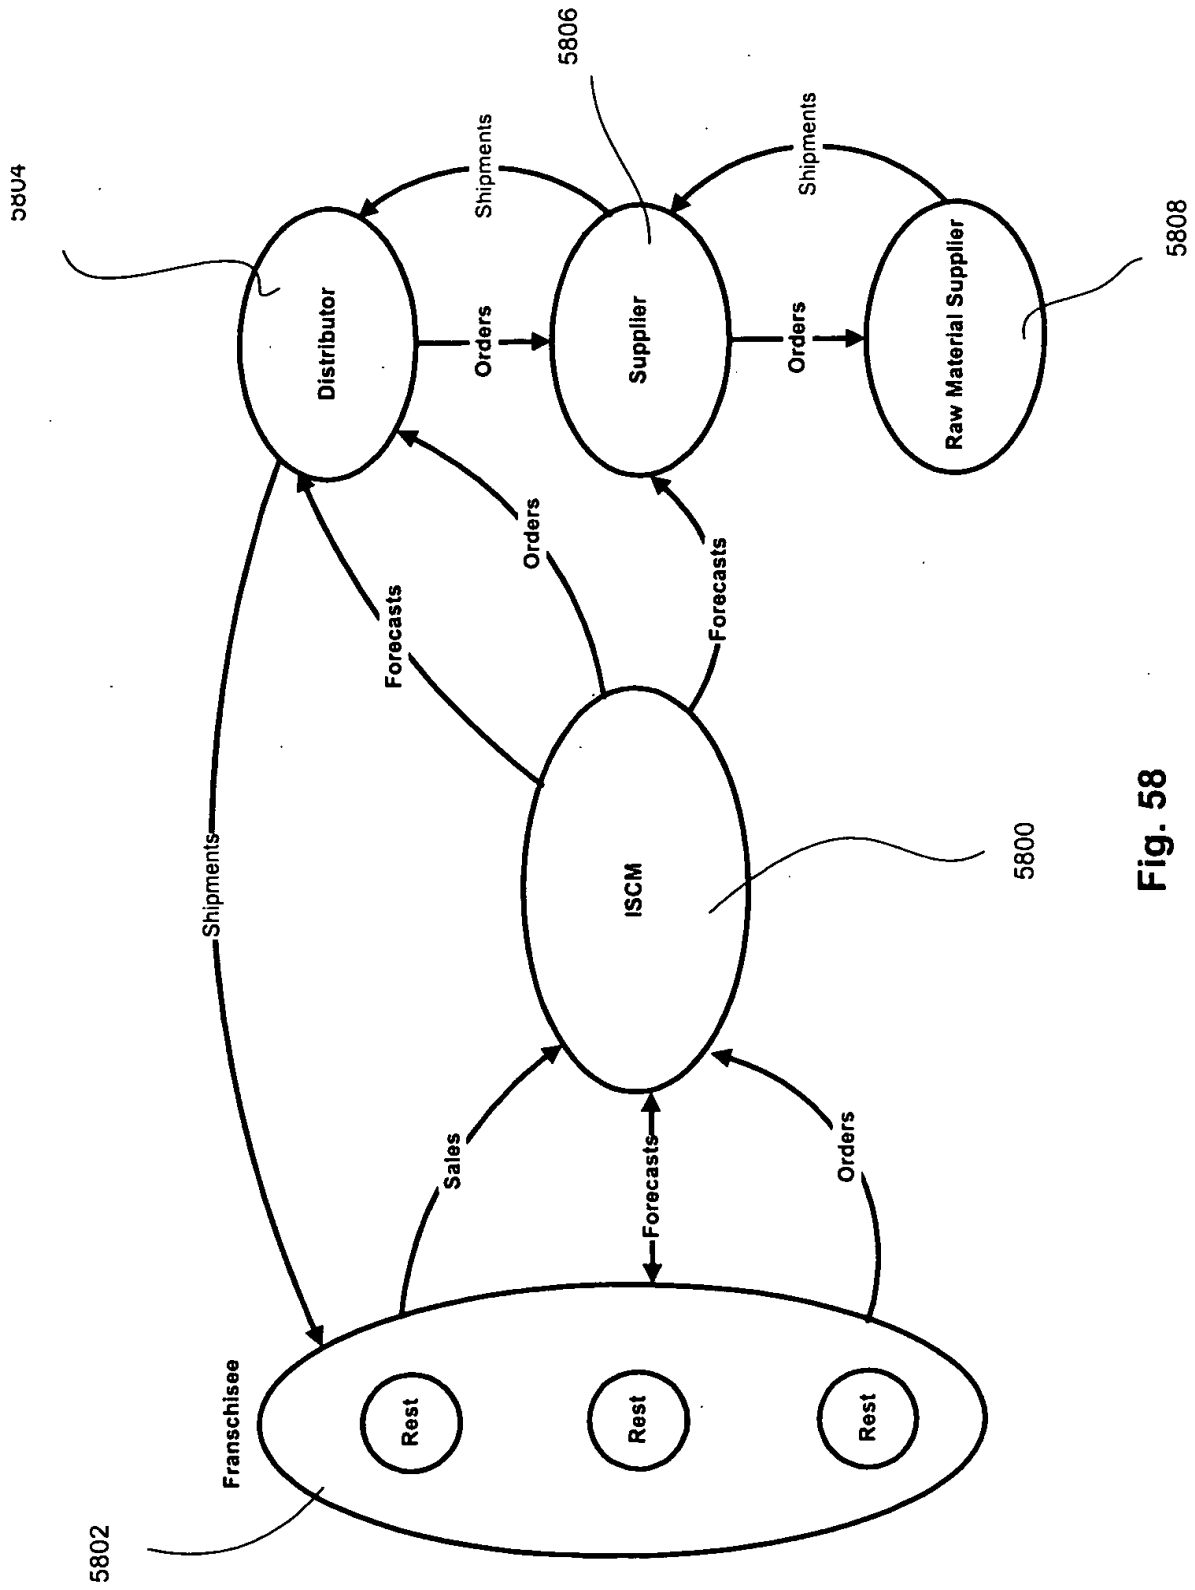 5804
5802
Shipments
Franschisee
Distributor
Forecasts
Rest
Sales
Orders
Shipments
Orders
5806
Rest
ISCM
Supplier
Forecasts
Forecasts
Orders
Shipments
Orders
Rest
Raw Material Supplier
5800
Fig. 58
5808